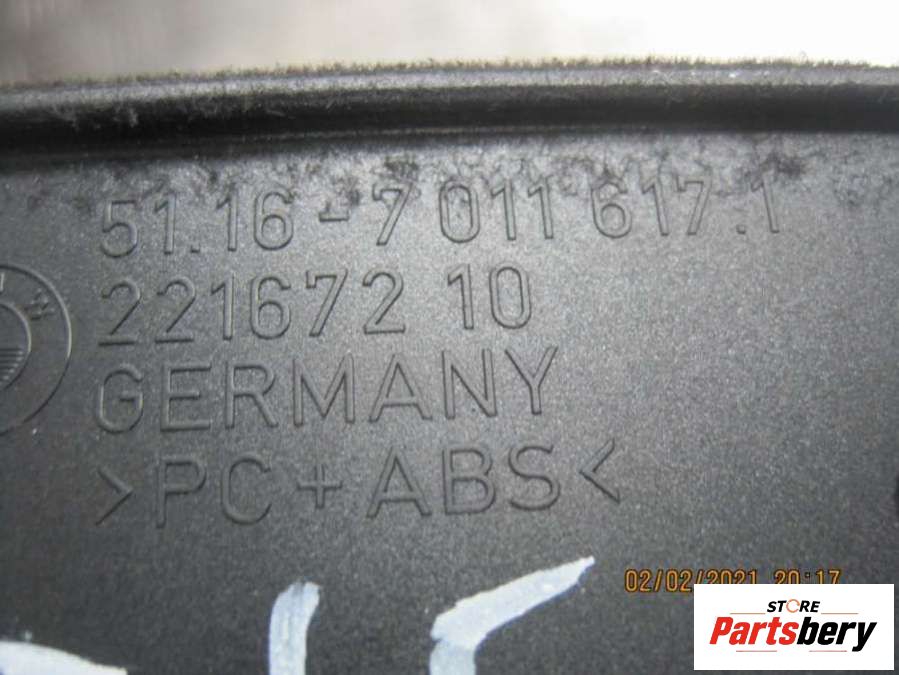 51.16-7 011 617.1
221672 10
GERMANY
>PC+ABS<
02/02/2021 20:17
STORE
Partsbery